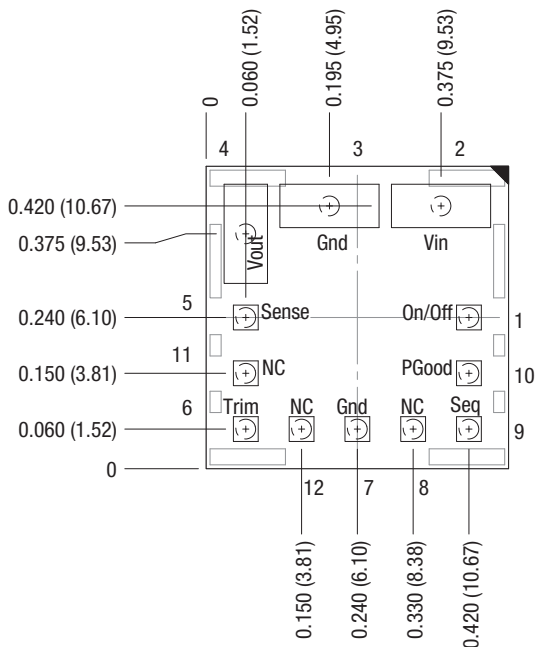 0
0.060 (1.52)
0.195 (4.95)
0.375 (9.53)
4
3
2
0.420 (10.67)
0.375 (9.53)
Vout
Gnd
Vin
0.240 (6.10)
5
Sense
On/Off
1
0.150 (3.81)
11
NC
PGood
10
0.060 (1.52)
6
Trim
NC
Gnd
NC
Seq
9
0
12
7
8
0.150 (3.81)
0.240 (6.10)
0.330 (8.38)
0.420 (10.67)